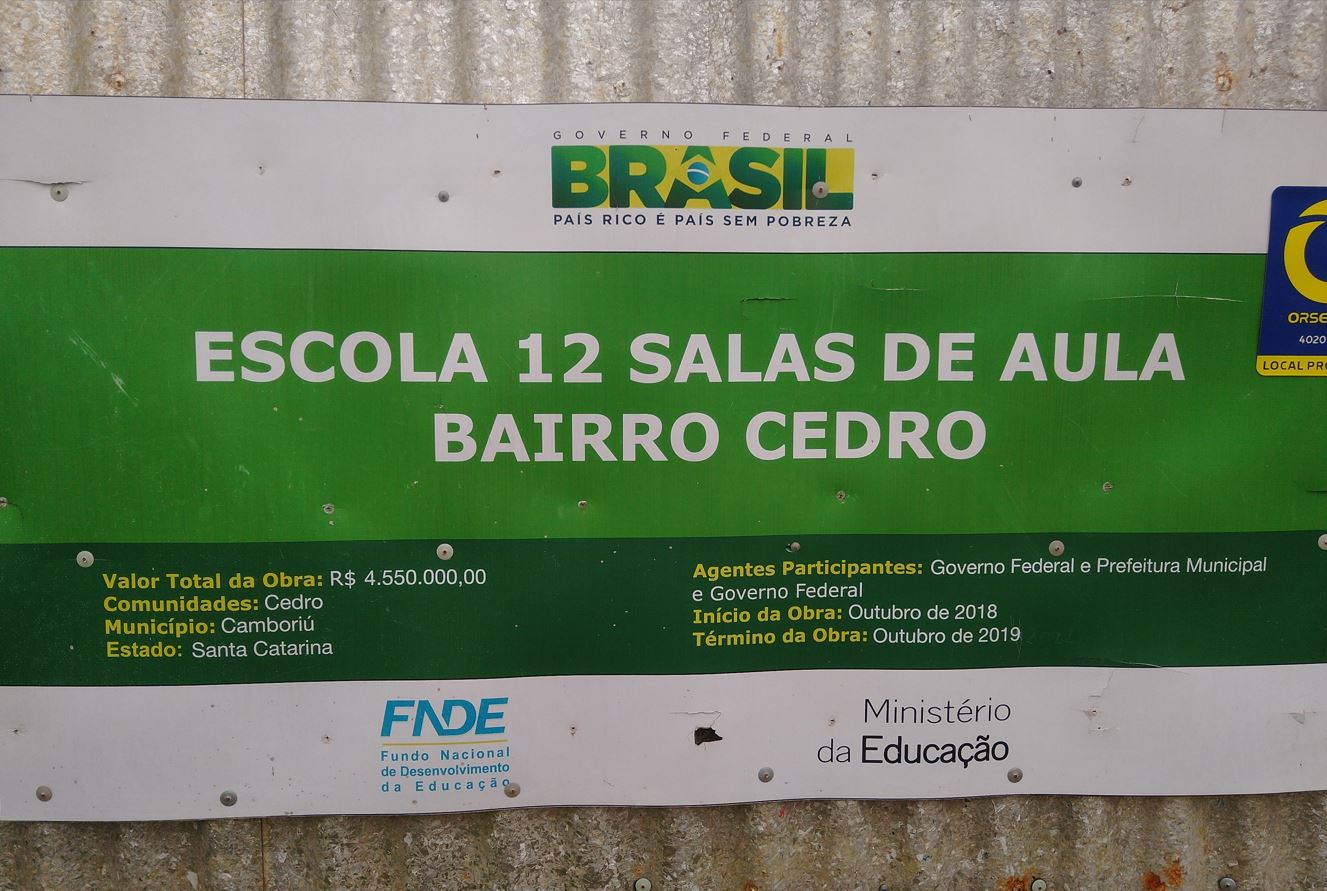 GOVERNO FEDERAL
BRASIL
PAÍS RICO É PAÍS SEM POBREZA
ESCOLA 12 SALAS DE AULA
BAIRRO CEDRO
Valor Total da Obra: R$ 4.550.000,00
Comunidades: Cedro
Município: Camboriú
Estado: Santa Catarina
Agentes Participantes: Governo Federal e Prefeitura Municipal
e Governo Federal
Início da Obra: Outubro de 2018
Término da Obra: Outubro de 2019
FNDE
Fundo Nacional
de Desenvolvimento
da Educação
Ministério
da Educação
4020
LOCAL